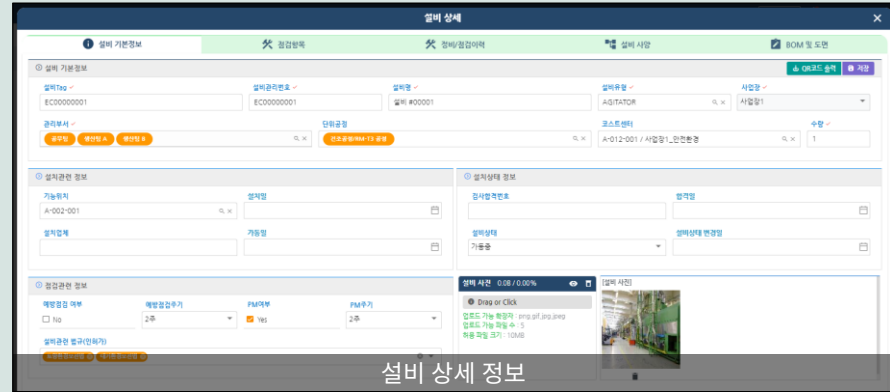 설비 상세
설비 기본정보 점검항목 정비/점검이력 설비 사양 BOM 및 도면
설비 기본정보 QR코드 출력 저장
설비Tag 설비관리번호 설비명 설비유형 사업장
EC00000001 EC00000001 설비 #00001 AGITATOR 사업장1
관리부서 단위공정 코스트센터 수량
공무팀 생산팀 A 생산팀 B A-012-001 / 사업장1_안전환경 1
설치관련 정보 설치상태 정보
기능위치 설치일 검사합격번호 합격일
A-002-001
설치업체 가동일 설비상태 설비상태 변경일
가동중
점검관련 정보 설비 사진 0.08 / 0.00% [설비 사진]
예방점검 여부 예방점검주기 PM여부 PM주기 Drag or Click
No 2주 Yes 2주 업로드 가능 확장자 : png,gif,jpg,jpeg
업로드 가능 파일 수 : 5
허용 파일 크기 : 10MB
설비관련 법규(인허가)
설비 상세 정보